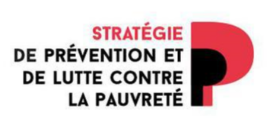 STRATÉGIE
DE PRÉVENTION ET
DE LUTTE CONTRE
LA PAUVRETÉ